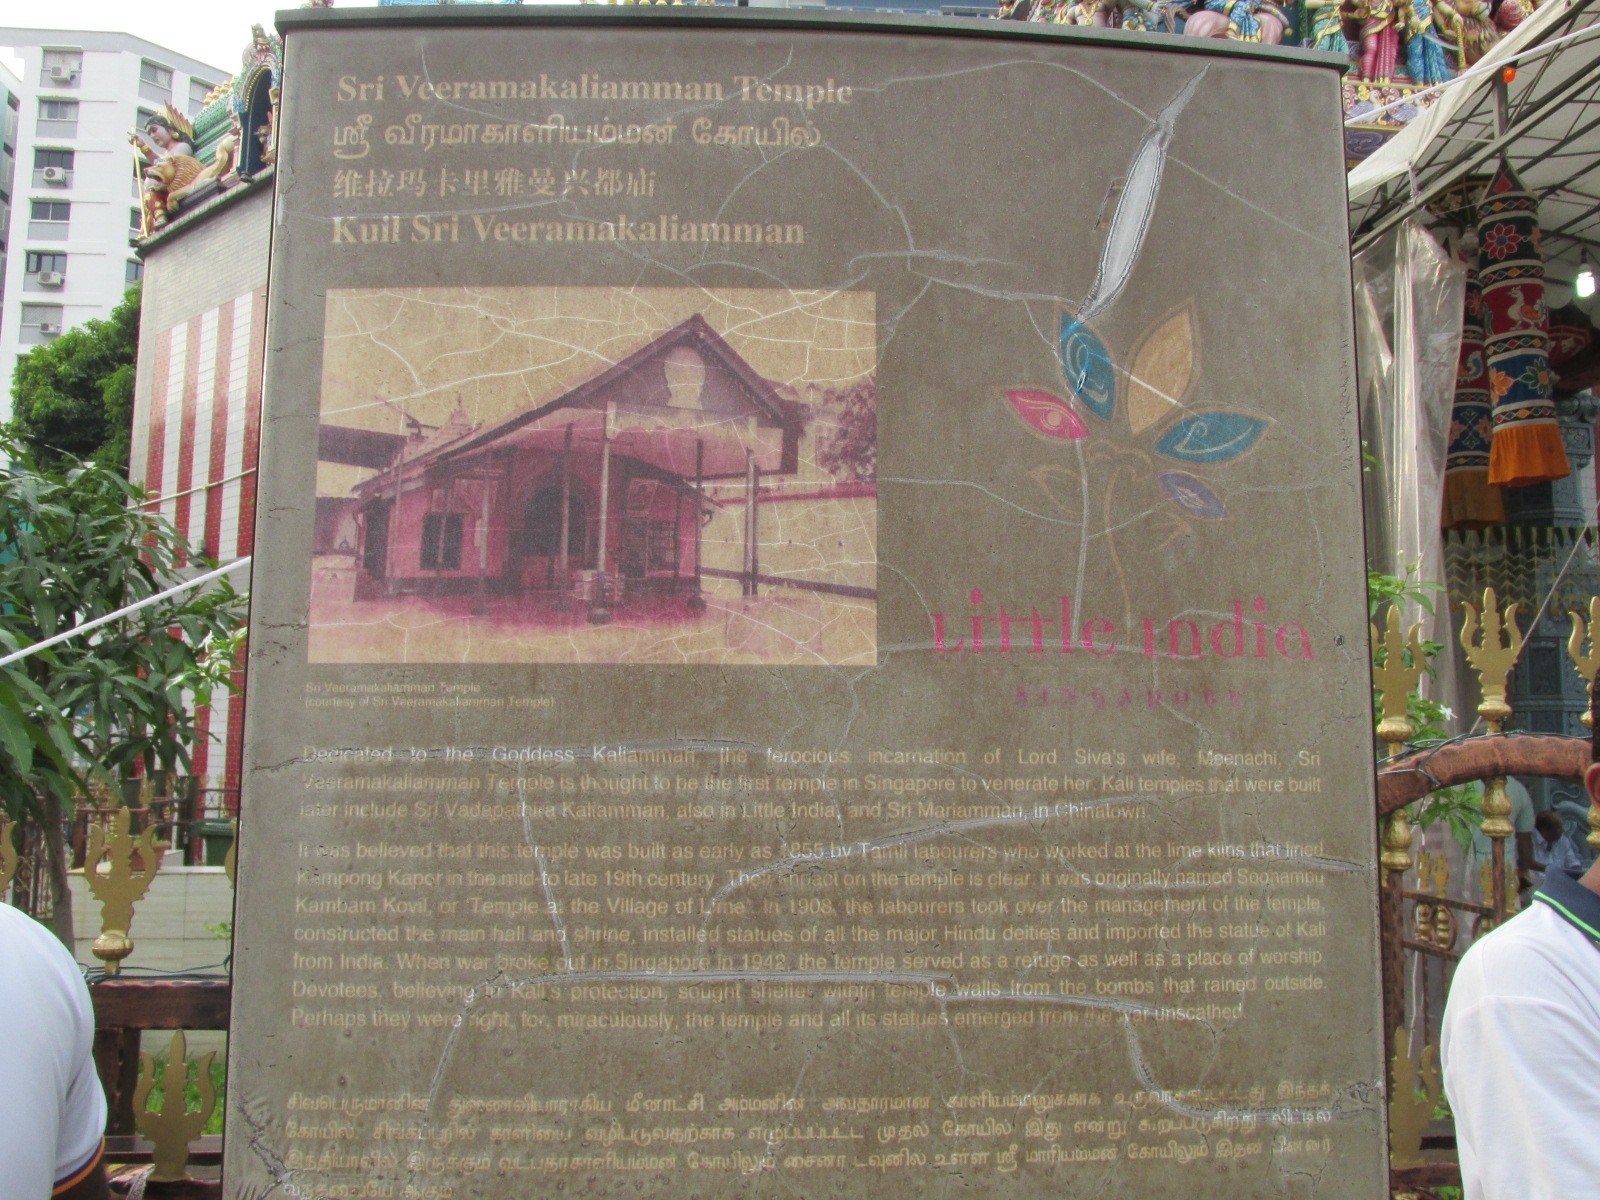 Sri Veeramakaliamman Temple
ஸ்ரீ வீரமாகாளியம்மன் கோயில்
维拉玛卡里雅曼兴都庙
Kuil Sri Veeramakaliamman
Little India
SINGAPORE
Sri Veeramakaliamman Temple
(courtesy of Sri Veeramakaliamman Temple)
Dedicated to the Goddess Kaliamman, the ferocious incarnation of Lord Siva's wife, Meenachi, Sri
Veeramakaliamman Temple is thought to be the first temple in Singapore to venerate her. Kali temples that were built
later include Sri Vadapathira Kaliamman, also in Little India, and Sri Mariamman, in Chinatown.
It was believed that this temple was built as early as 1855 by Tamil labourers who worked at the lime kilns that lined
Kampong Kapor in the mid- to late 19th century. Their impact on the temple is clear. It was originally named Soonambu
Kambam Kovil, or 'Temple at the Village of Lime'. In 1908, the labourers took over the management of the temple,
constructed the main hall and shrine, installed statues of all the major Hindu deities and imported the statue of Kali
from India. When war broke out in Singapore in 1942, the temple served as a refuge as well as a place of worship.
Devotees, believing in Kali's protection, sought shelter within temple walls from the bombs that rained outside.
Perhaps they were right, for, miraculously, the temple and all its statues emerged from the war unscathed.
சிவபெருமானின் துணைவியாராகிய மீனாட்சி அம்மனின் அவதாரமான காளியம்மனுக்காக உருவாக்கப்பட்டது இந்தக்
கோயில். சிங்கப்பூரில் காளியை வழிபடுவதற்காக எழுப்பப்பட்ட முதல் கோயில் இது என்று கூறப்படுகிறது. லிட்டில்
இந்தியாவில் இருக்கும் வடபத்ரகாளியம்மன் கோயிலும் சைனா டவுனில் உள்ள ஸ்ரீ மாரியம்மன் கோயிலும் இதன் பின்னர்